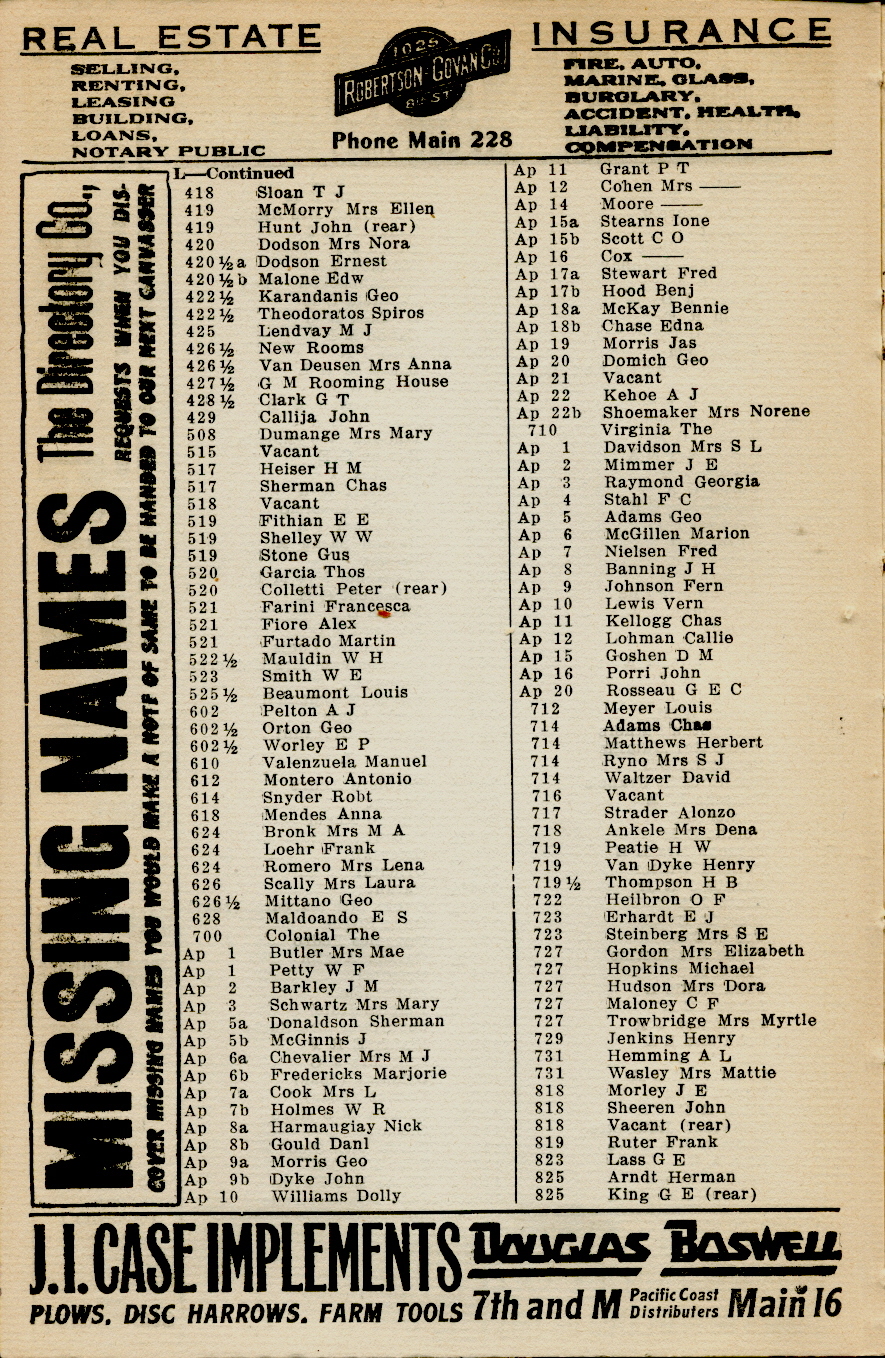 REAL ESTATE
SELLING,
RENTING,
LEASING
BUILDING,
LOANS,
NOTARY PUBLIC
1025
ROBERTSON-GOVAN CO
8th ST
Phone Main 228
INSURANCE
FIRE, AUTO,
MARINE, GLASS,
BURGLARY,
ACCIDENT, HEALTH,
LIABILITY,
COMPENSATION
MISSING NAMES The Directory Co.,
REQUESTS WHEN YOU DIS-
COVER MISSING NAMES YOU WOULD MAKE A NOTE OF SAME TO BE HANDED TO OUR NEXT CANVASSER
L—Continued
418 Sloan T J
419 McMorry Mrs Ellen
419 Hunt John (rear)
420 Dodson Mrs Nora
420½a Dodson Ernest
420½b Malone Edw
422½ Karandanis Geo
422½ Theodoratos Spiros
425 Lendvay M J
426½ New Rooms
426½ Van Deusen Mrs Anna
427½ G M Rooming House
428½ Clark G T
429 Callija John
508 Dumange Mrs Mary
515 Vacant
517 Heiser H M
517 Sherman Chas
518 Vacant
519 Fithian E E
519 Shelley W W
519 Stone Gus
520 Garcia Thos
520 Colletti Peter (rear)
521 Farini Francesca
521 Fiore Alex
521 Furtado Martin
522½ Mauldin W H
523 Smith W E
525½ Beaumont Louis
602 Pelton A J
602½ Orton Geo
602½ Worley E P
610 Valenzuela Manuel
612 Montero Antonio
614 Snyder Robt
618 Mendes Anna
624 Bronk Mrs M A
624 Loehr Frank
624 Romero Mrs Lena
626 Scally Mrs Laura
626½ Mittano Geo
628 Maldoando E S
700 Colonial The
Ap 1 Butler Mrs Mae
Ap 1 Petty W F
Ap 2 Barkley J M
Ap 3 Schwartz Mrs Mary
Ap 5a Donaldson Sherman
Ap 5b McGinnis J
Ap 6a Chevalier Mrs M J
Ap 6b Fredericks Marjorie
Ap 7a Cook Mrs L
Ap 7b Holmes W R
Ap 8a Harmaugiay Nick
Ap 8b Gould Danl
Ap 9a Morris Geo
Ap 9b Dyke John
Ap 10 Williams Dolly
Ap 11 Grant P T
Ap 12 Cohen Mrs ——
Ap 14 Moore ——
Ap 15a Stearns Ione
Ap 15b Scott C O
Ap 16 Cox ——
Ap 17a Stewart Fred
Ap 17b Hood Benj
Ap 18a McKay Bennie
Ap 18b Chase Edna
Ap 19 Morris Jas
Ap 20 Domich Geo
Ap 21 Vacant
Ap 22 Kehoe A J
Ap 22b Shoemaker Mrs Norene
710 Virginia The
Ap 1 Davidson Mrs S L
Ap 2 Mimmer J E
Ap 3 Raymond Georgia
Ap 4 Stahl F C
Ap 5 Adams Geo
Ap 6 McGillen Marion
Ap 7 Nielsen Fred
Ap 8 Banning J H
Ap 9 Johnson Fern
Ap 10 Lewis Vern
Ap 11 Kellogg Chas
Ap 12 Lohman Callie
Ap 15 Goshen D M
Ap 16 Porri John
Ap 20 Rosseau G E C
712 Meyer Louis
714 Adams Chas
714 Matthews Herbert
714 Ryno Mrs S J
714 Waltzer David
716 Vacant
717 Strader Alonzo
718 Ankele Mrs Dena
719 Peatie H W
719 Van Dyke Henry
719½ Thompson H B
722 Heilbron O F
723 Erhardt E J
723 Steinberg Mrs S E
727 Gordon Mrs Elizabeth
727 Hopkins Michael
727 Hudson Mrs Dora
727 Maloney C F
727 Trowbridge Mrs Myrtle
729 Jenkins Henry
731 Hemming A L
731 Wasley Mrs Mattie
818 Morley J E
818 Sheeren John
818 Vacant (rear)
819 Ruter Frank
823 Lass G E
825 Arndt Herman
825 King G E (rear)
J.I. CASE IMPLEMENTS DOUGLAS BOSWELL
PLOWS. DISC HARROWS. FARM TOOLS 7th and M Pacific Coast Distributers Main 16